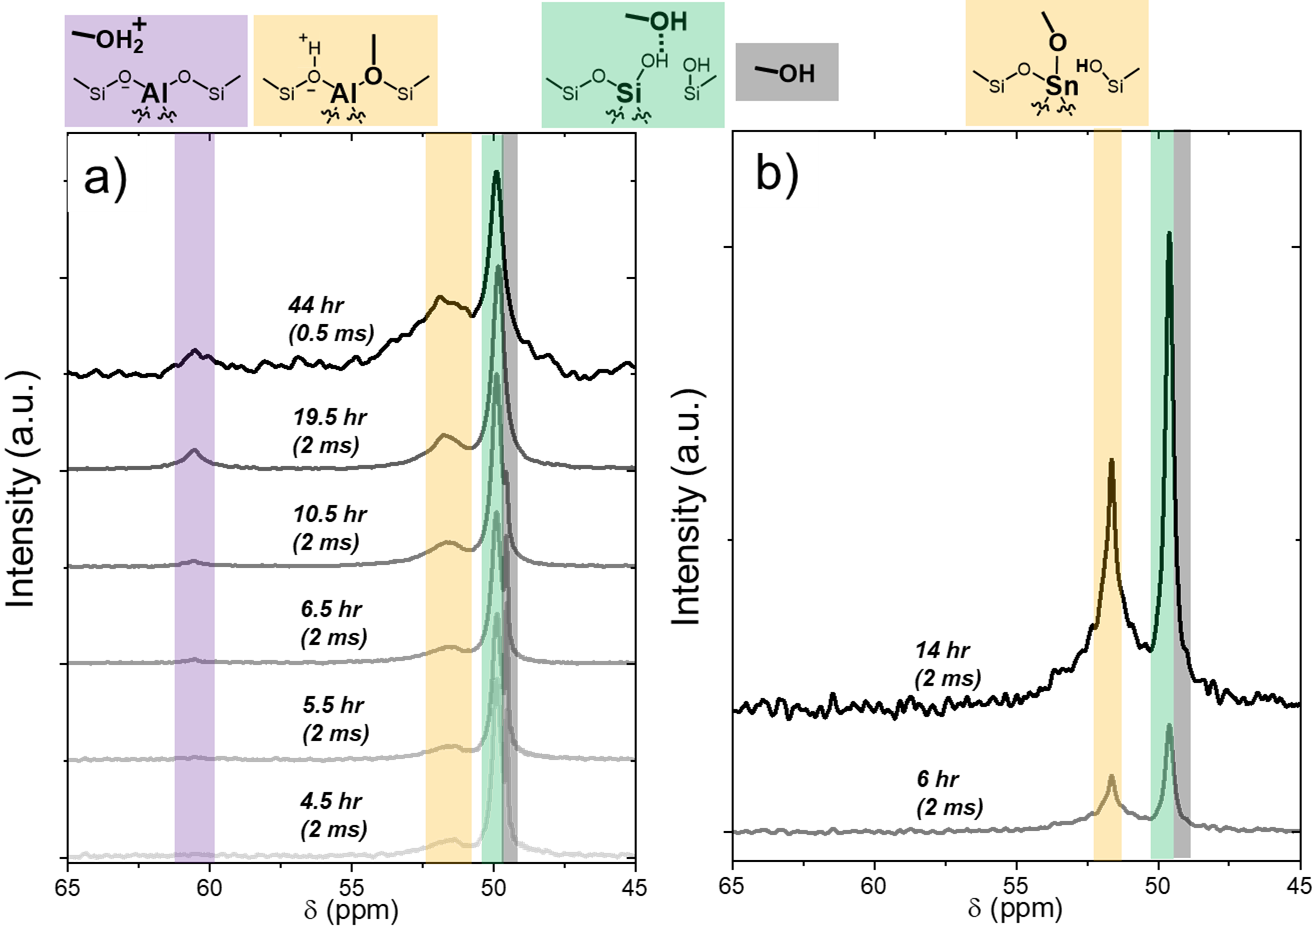 OH2+
Si O − Al O Si
+
H
Si O − Al O Si
OH
OH OH
Si O Si Si
OH
O
Si O Sn HO Si
a)
44 hr
(0.5 ms)
19.5 hr
(2 ms)
10.5 hr
(2 ms)
6.5 hr
(2 ms)
5.5 hr
(2 ms)
4.5 hr
(2 ms)
Intensity (a.u.)
65 60 55 50 45
δ (ppm)
b)
14 hr
(2 ms)
6 hr
(2 ms)
Intensity (a.u.)
65 60 55 50 45
δ (ppm)